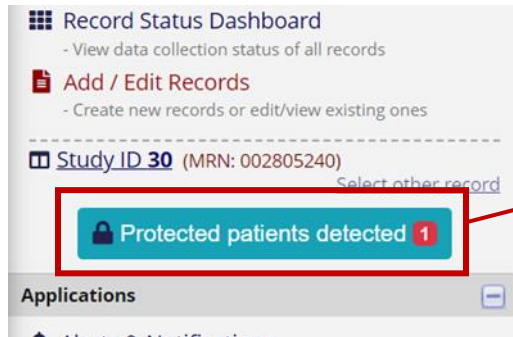 Record Status Dashboard
- View data collection status of all records
Add / Edit Records
- Create new records or edit/view existing ones
Study ID 30 (MRN: 002805240)
Select other record
Protected patients detected 1
Applications